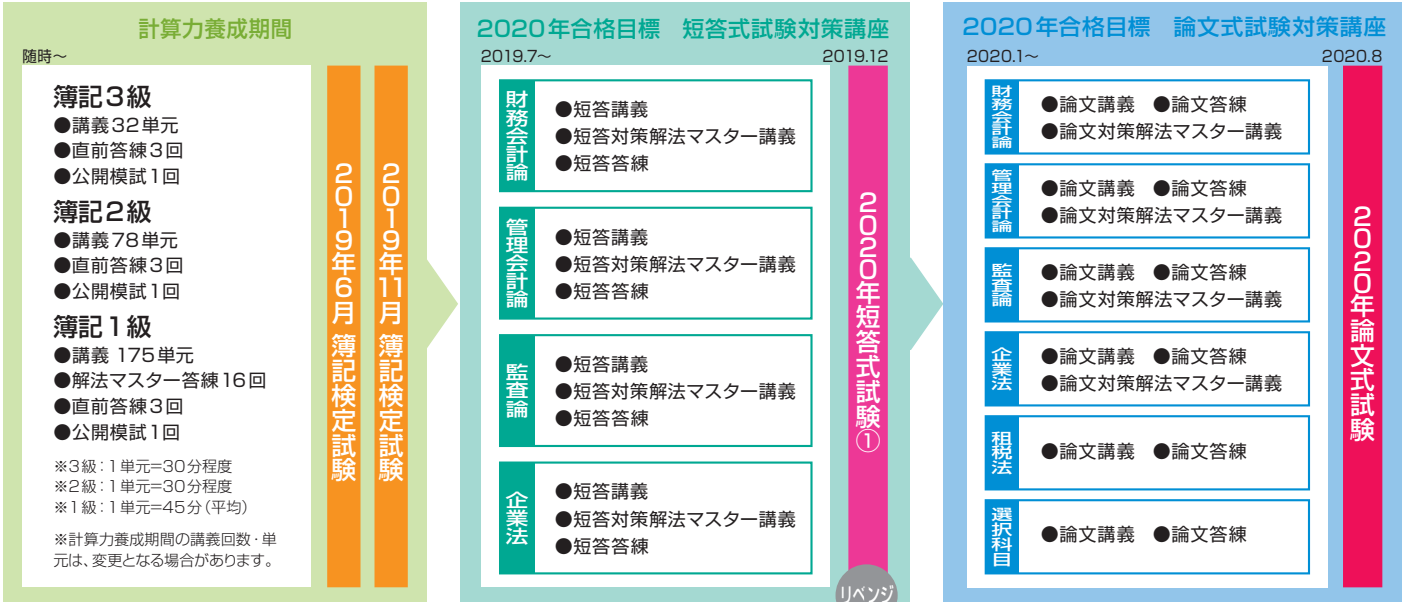 計算力養成期間
随時～
簿記3級
●講義32単元
●直前答練3回
●公開模試1回
簿記2級
●講義78単元
●直前答練3回
●公開模試1回
簿記1級
●講義 175単元
●解法マスター答練16回
●直前答練3回
●公開模試1回
※3級：1単元=30分程度
※2級：1単元=30分程度
※1級：1単元=45分（平均）
※計算力養成期間の講義回数・単
元は、変更となる場合があります。
2019年6月 簿記検定試験
2019年11月 簿記検定試験
2020年合格目標　短答式試験対策講座
2019.7～
2019.12
財務会計論
●短答講義
●短答対策解法マスター講義
●短答答練
管理会計論
●短答講義
●短答対策解法マスター講義
●短答答練
監査論
●短答講義
●短答対策解法マスター講義
●短答答練
企業法
●短答講義
●短答対策解法マスター講義
●短答答練
2020年短答式試験①
リベンジ
2020年合格目標　論文式試験対策講座
2020.1～
2020.8
財務会計論
●論文講義　●論文答練
●論文対策解法マスター講義
管理会計論
●論文講義　●論文答練
●論文対策解法マスター講義
監査論
●論文講義　●論文答練
●論文対策解法マスター講義
企業法
●論文講義　●論文答練
●論文対策解法マスター講義
租税法
●論文講義　●論文答練
選択科目
●論文講義　●論文答練
2020年論文式試験